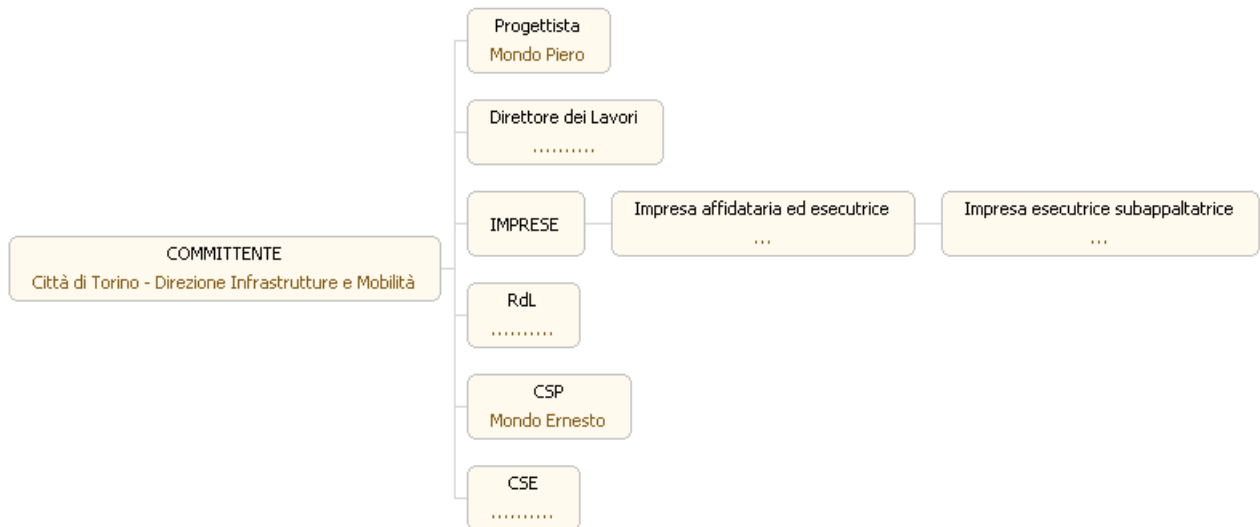 Progettista
Mondo Piero
Direttore dei Lavori
..........
IMPRESE
Impresa affidataria ed esecutrice
...
Impresa esecutrice subappaltatrice
...
COMMITTENTE
Città di Torino - Direzione Infrastrutture e Mobilità
RdL
..........
CSP
Mondo Ernesto
CSE
..........